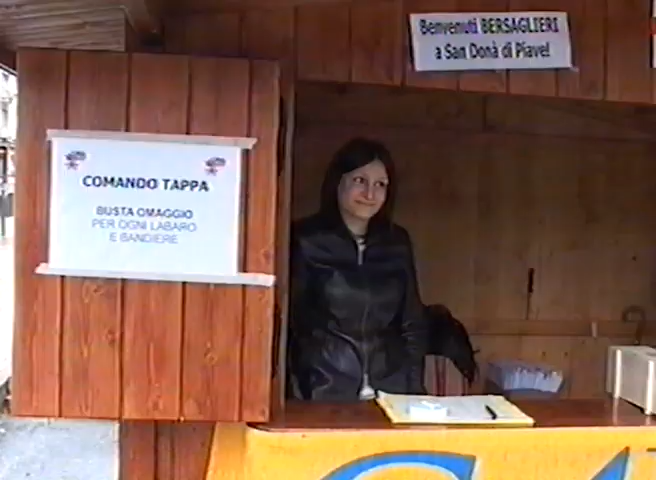 Benvenuti BERSAGLIERI
a San Donà di Piave!
COMANDO TAPPA
BUSTA OMAGGIO
PER OGNI LABARO
E BANDIERE